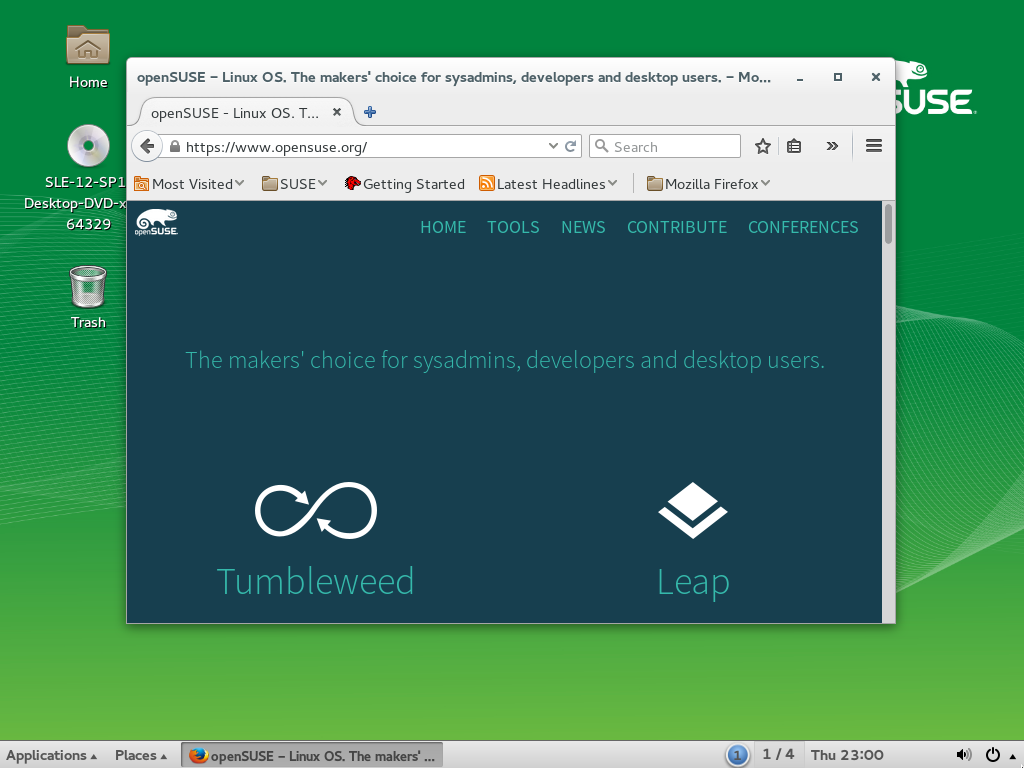 Home
SLE-12-SP1
Desktop-DVD-x
64329
Trash
SUSE
openSUSE – Linux OS. The makers' choice for sysadmins, developers and desktop users. – Mo...
openSUSE - Linux OS. T...
https://www.opensuse.org/
Search
Most Visited
SUSE
Getting Started
Latest Headlines
Mozilla Firefox
openSUSE
HOME TOOLS NEWS CONTRIBUTE CONFERENCES
The makers' choice for sysadmins, developers and desktop users.
Tumbleweed
Leap
Applications
Places
openSUSE – Linux OS. The makers' ...
1
1 / 4
Thu 23:00